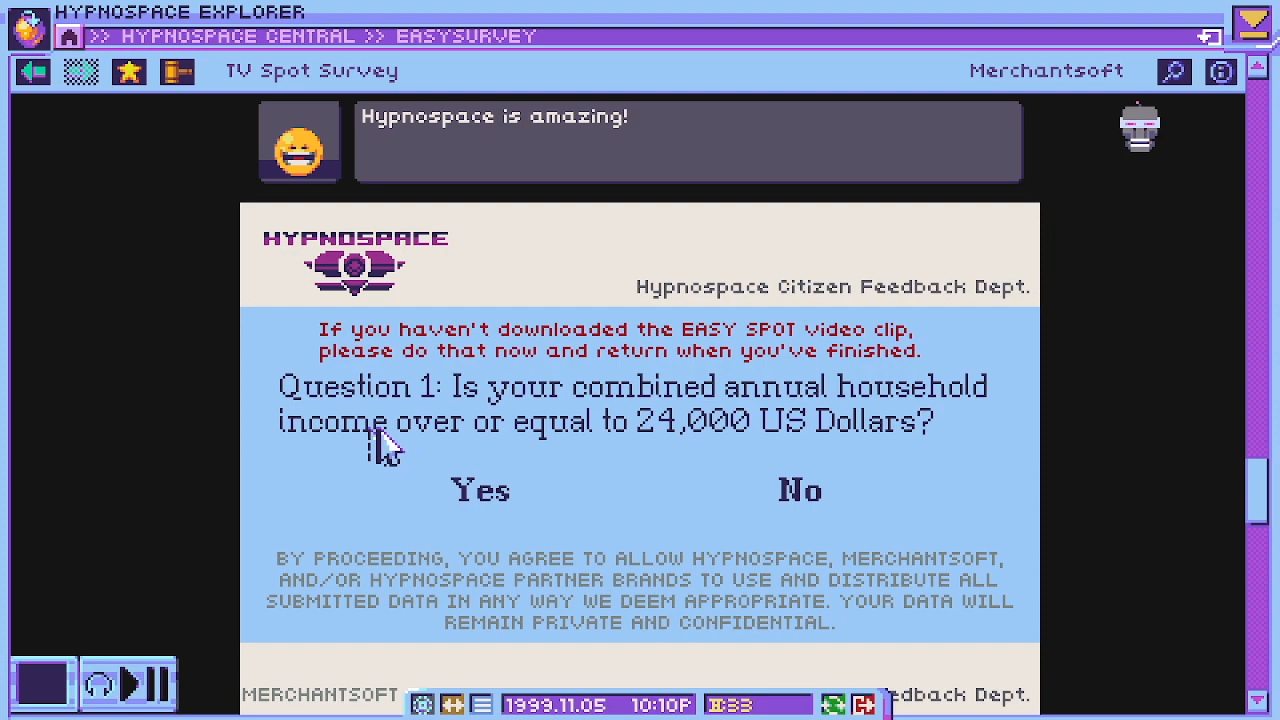 HYPNOSPACE EXPLORER
>> HYPNOSPACE CENTRAL >> EASYSURVEY
TV Spot Survey
Merchantsoft
Hypnospace is amazing!
HYPNOSPACE
Hypnospace Citizen Feedback Dept.
If you haven't downloaded the EASY SPOT video clip,
please do that now and return when you've finished.
Question 1: Is your combined annual household
income over or equal to 24,000 US Dollars?
Yes No
BY PROCEEDING, YOU AGREE TO ALLOW HYPNOSPACE, MERCHANTSOFT,
AND/OR HYPNOSPACE PARTNER BRANDS TO USE AND DISTRIBUTE ALL
SUBMITTED DATA IN ANY WAY WE DEEM APPROPRIATE. YOUR DATA WILL
REMAIN PRIVATE AND CONFIDENTIAL.
MERCHANTSOFT
edback Dept.
1999.11.05 10:10P